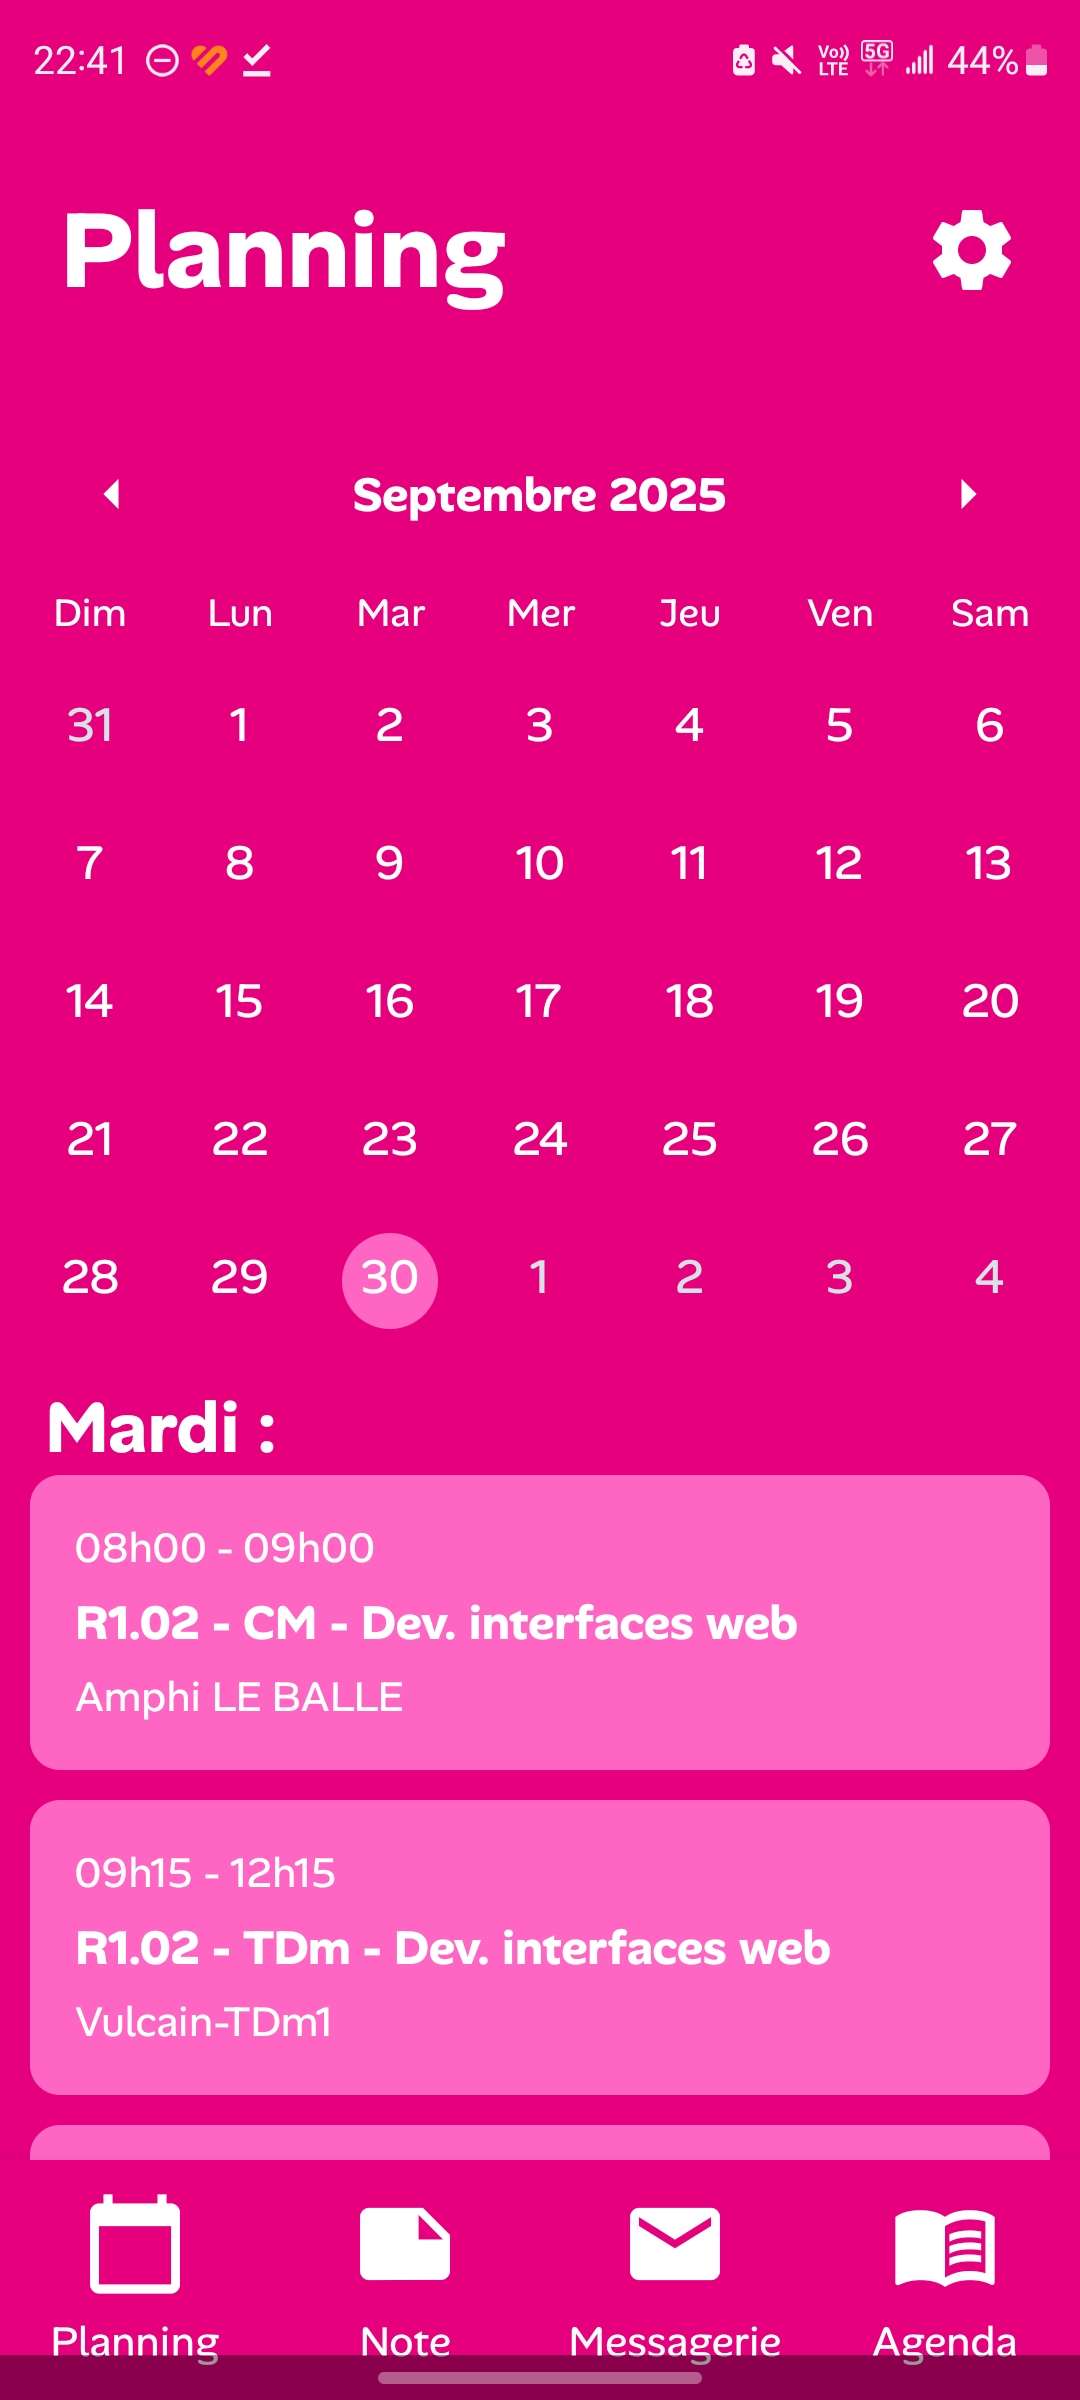 22:41 Vo)) LTE 5G 44%
Planning
Septembre 2025
Dim Lun Mar Mer Jeu Ven Sam
31 1 2 3 4 5 6
7 8 9 10 11 12 13
14 15 16 17 18 19 20
21 22 23 24 25 26 27
28 29 30 1 2 3 4
Mardi :
08h00 - 09h00
R1.02 - CM - Dev. interfaces web
Amphi LE BALLE
09h15 - 12h15
R1.02 - TDm - Dev. interfaces web
Vulcain-TDm1
Planning Note Messagerie Agenda